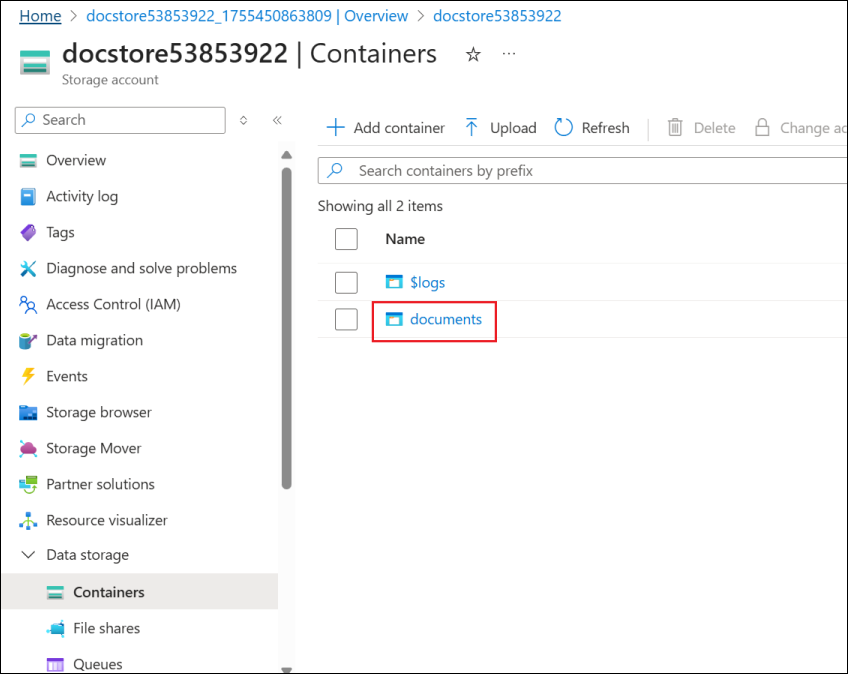 Home > docstore53853922_1755450863809 | Overview > docstore53853922
docstore53853922 | Containers ☆ ...
Storage account
Search
Overview
Activity log
Tags
Diagnose and solve problems
Access Control (IAM)
Data migration
Events
Storage browser
Storage Mover
Partner solutions
Resource visualizer
Data storage
Containers
File shares
Queues
Add container Upload Refresh Delete Change ac
Search containers by prefix
Showing all 2 items
Name
$logs
documents